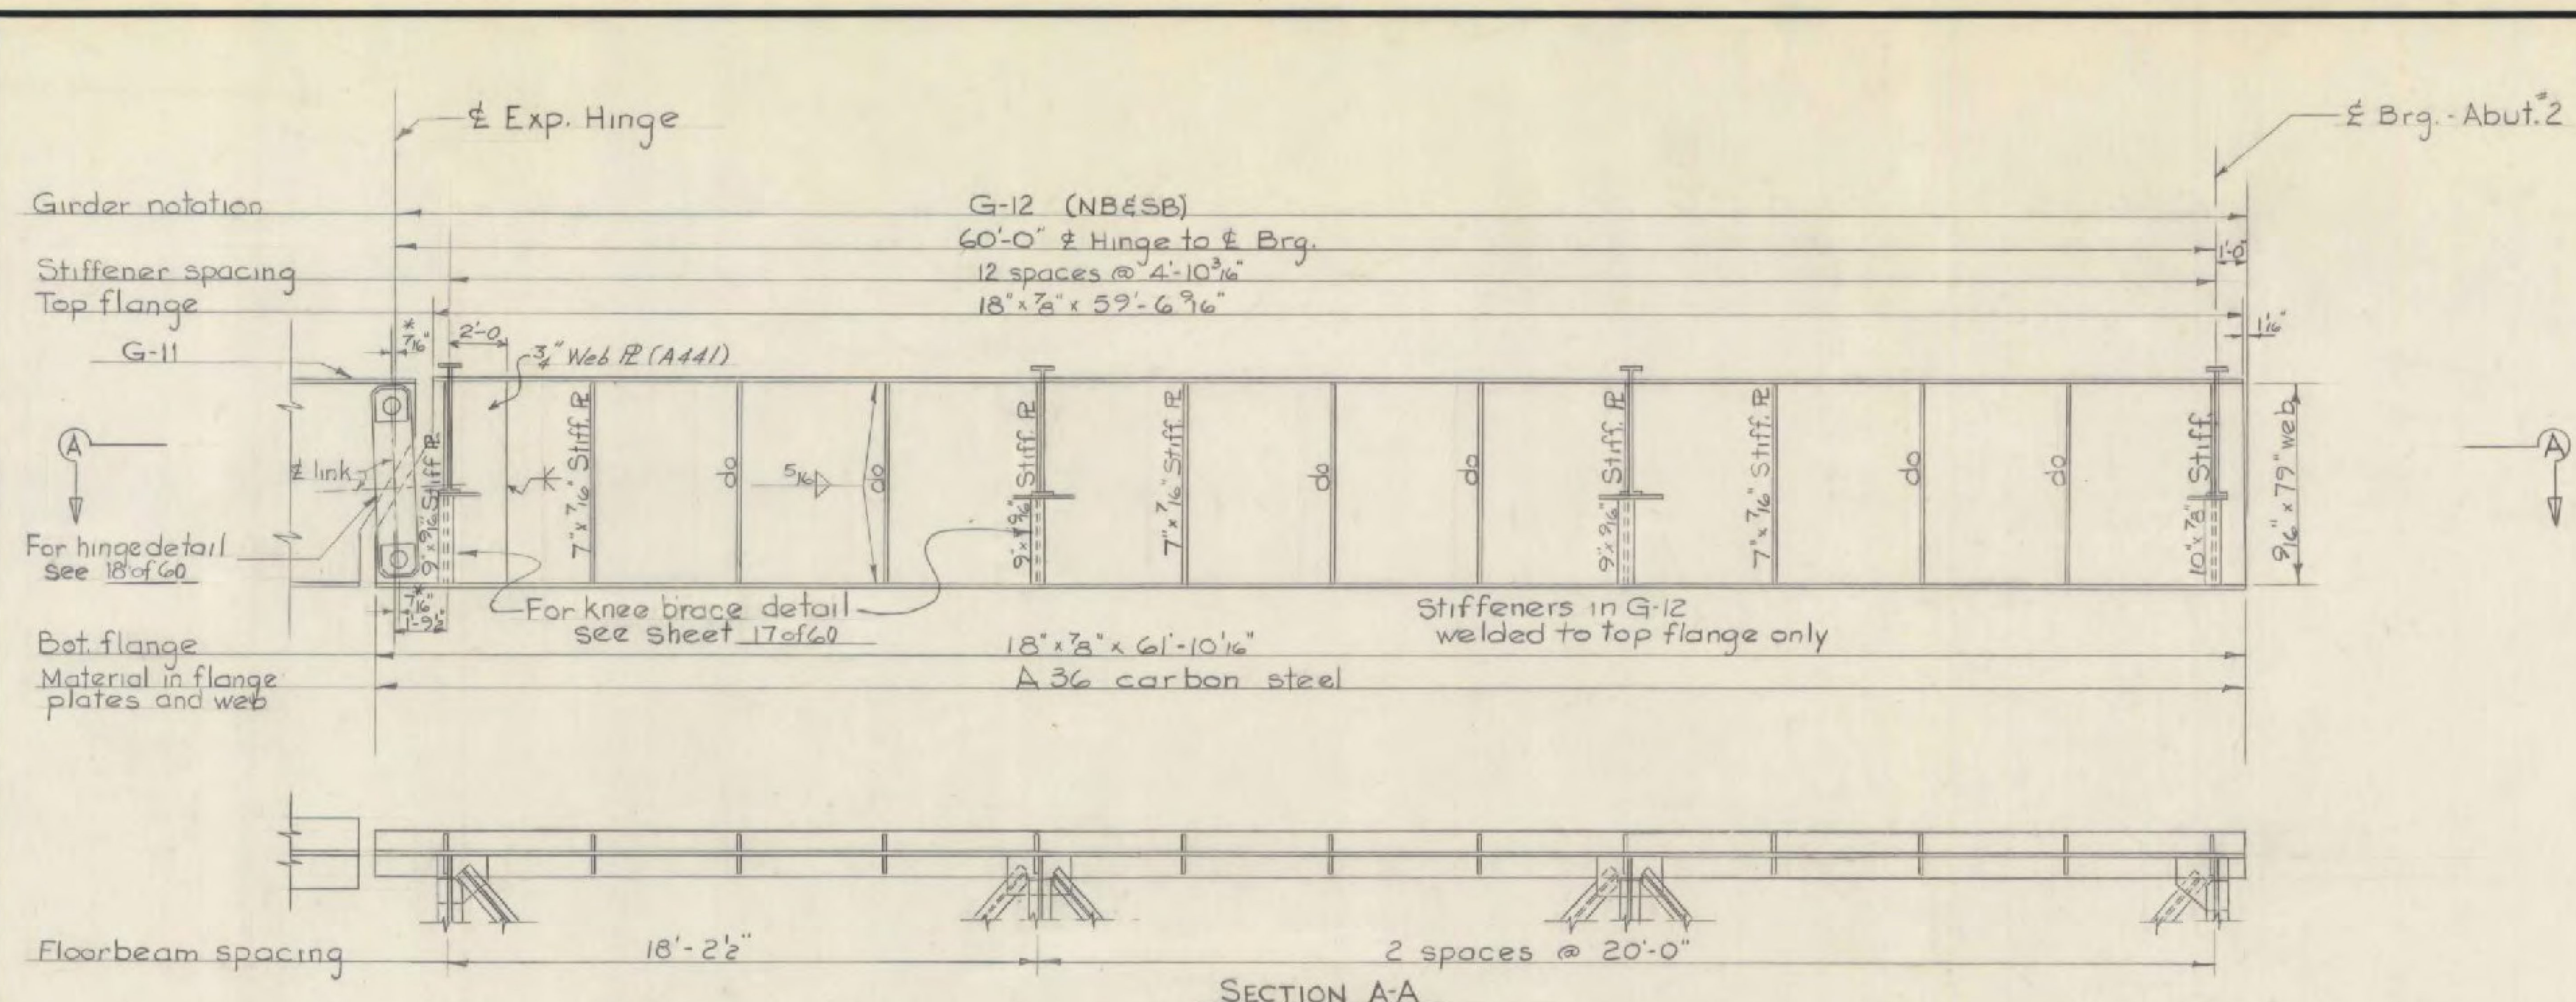 ℄ Exp. Hinge
℄ Brg. - Abut. #2
Girder notation
G-12 (NB&SB)
60'-0" ℄ Hinge to ℄ Brg.
1'-0"
Stiffener spacing
12 spaces @ 4'-10 3/16"
Top flange
18" x 7/8" x 59'-6 9/16"
1 1/16"
G-11
7/16" *
2'-0
3/4" Web PL (A441)
A
℄ link
9" x 9/16" Stiff PL
7" x 7/16" Stiff. PL
do
5/16
do
9" x 9/16" Stiff. PL
7" x 7/16" Stiff. PL
do
do
9" x 9/16" Stiff. PL
7" x 7/16" Stiff. PL
do
do
10" x 7/8" Stiff.
9/16" x 79" web
A
For hinge detail
see 18 of 60
7/16" *
1'-9 1/2"
For knee brace detail
see sheet 17 of 60
Stiffeners in G-12
welded to top flange only
Bot. flange
18" x 7/8" x 61'-10 1/16"
Material in flange
plates and web
A 36 carbon steel
Floorbeam spacing
18'-2 1/2"
2 spaces @ 20'-0"
SECTION A-A